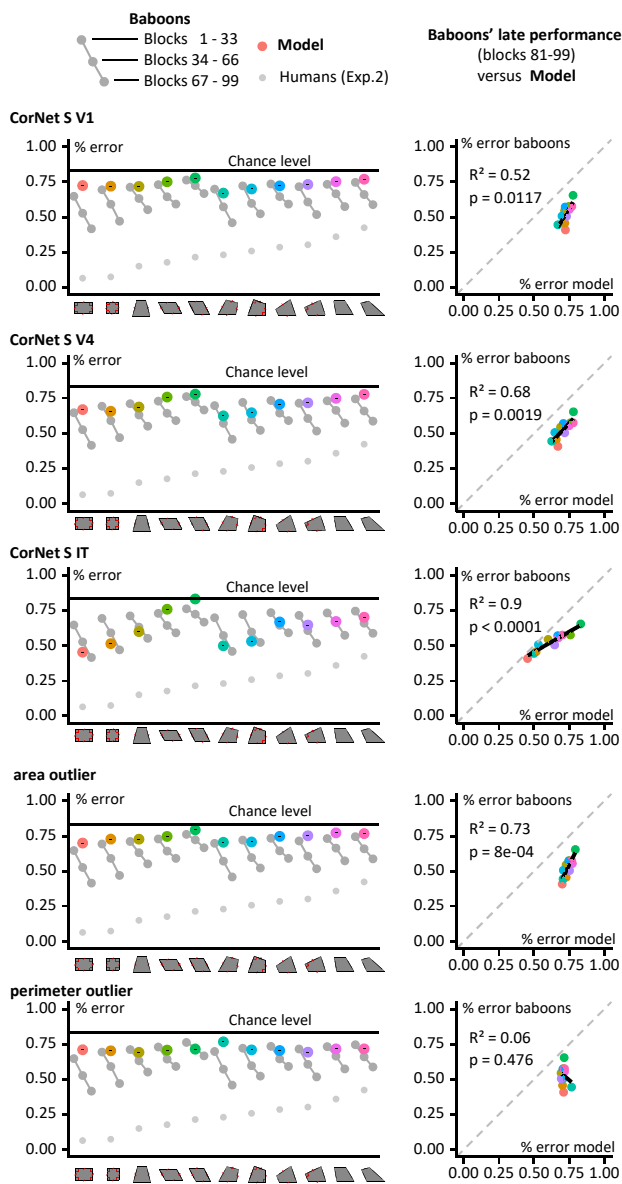 Baboons
Blocks 1 - 33
Blocks 34 - 66
Blocks 67 - 99
Model
Humans (Exp.2)
Baboons' late performance
(blocks 81-99)
versus Model
CorNet S V1
1.00
0.75
0.50
0.25
0.00
% error
Chance level
1.00
0.75
0.50
0.25
0.00
% error baboons
R² = 0.52
p = 0.0117
% error model
0.00 0.25 0.50 0.75 1.00
CorNet S V4
1.00
0.75
0.50
0.25
0.00
% error
Chance level
1.00
0.75
0.50
0.25
0.00
% error baboons
R² = 0.68
p = 0.0019
% error model
0.00 0.25 0.50 0.75 1.00
CorNet S IT
1.00
0.75
0.50
0.25
0.00
% error
Chance level
1.00
0.75
0.50
0.25
0.00
% error baboons
R² = 0.9
p < 0.0001
% error model
0.00 0.25 0.50 0.75 1.00
area outlier
1.00
0.75
0.50
0.25
0.00
% error
Chance level
1.00
0.75
0.50
0.25
0.00
% error baboons
R² = 0.73
p = 8e-04
% error model
0.00 0.25 0.50 0.75 1.00
perimeter outlier
1.00
0.75
0.50
0.25
0.00
% error
Chance level
1.00
0.75
0.50
0.25
0.00
% error baboons
R² = 0.06
p = 0.476
% error model
0.00 0.25 0.50 0.75 1.00